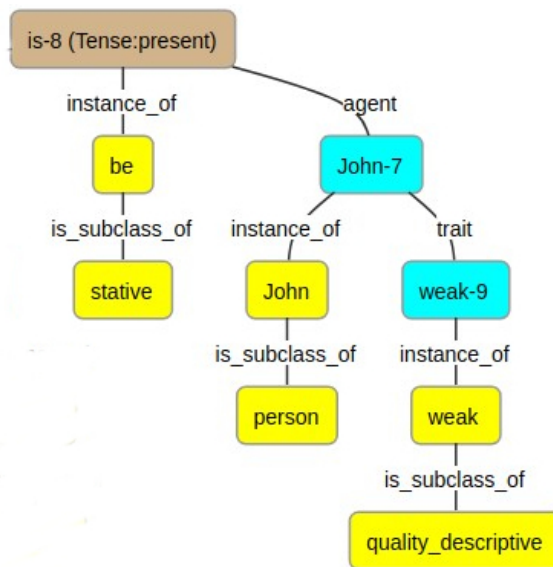 is-8 (Tense:present)
instance_of
agent
be
John-7
is_subclass_of
instance_of
trait
stative
John
weak-9
is_subclass_of
instance_of
person
weak
is_subclass_of
quality_descriptive